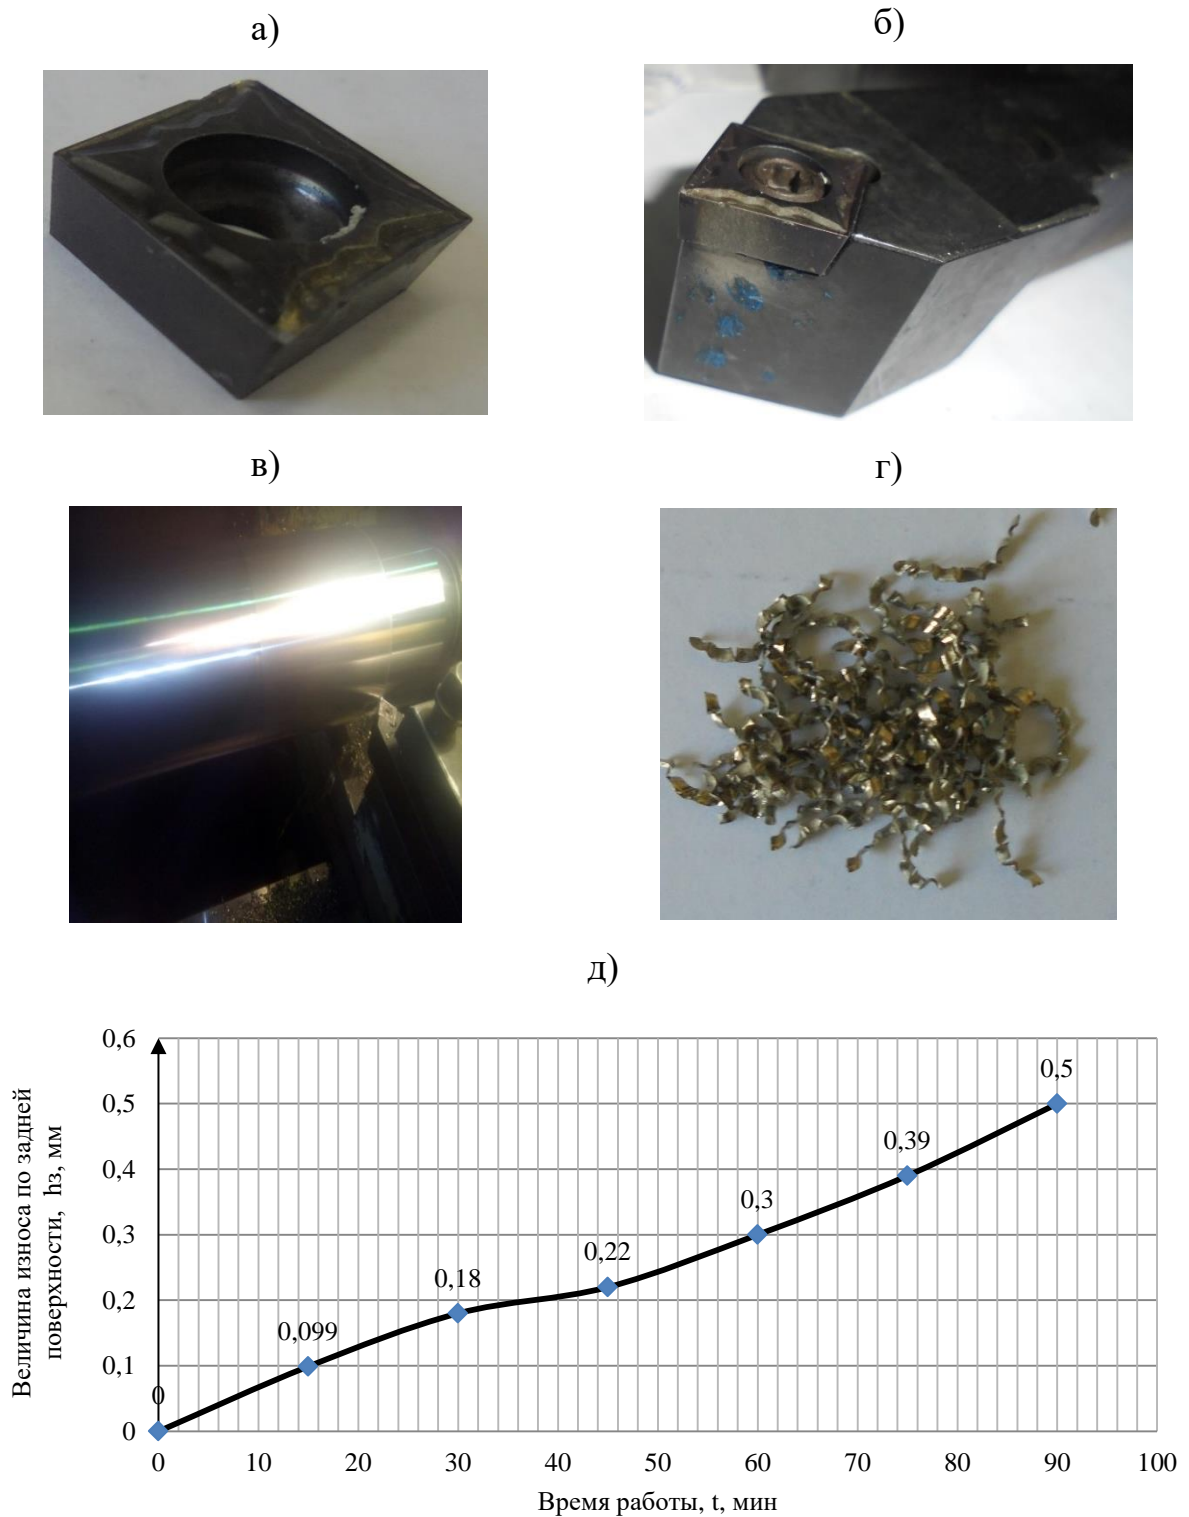 а)
б)
в)
г)
д)
0,6
0,5
0,4
0,3
0,2
0,1
0
Величина износа по задней
поверхности, hз, мм
0
0,099
0,18
0,22
0,3
0,39
0,5
0 10 20 30 40 50 60 70 80 90 100
Время работы, t, мин